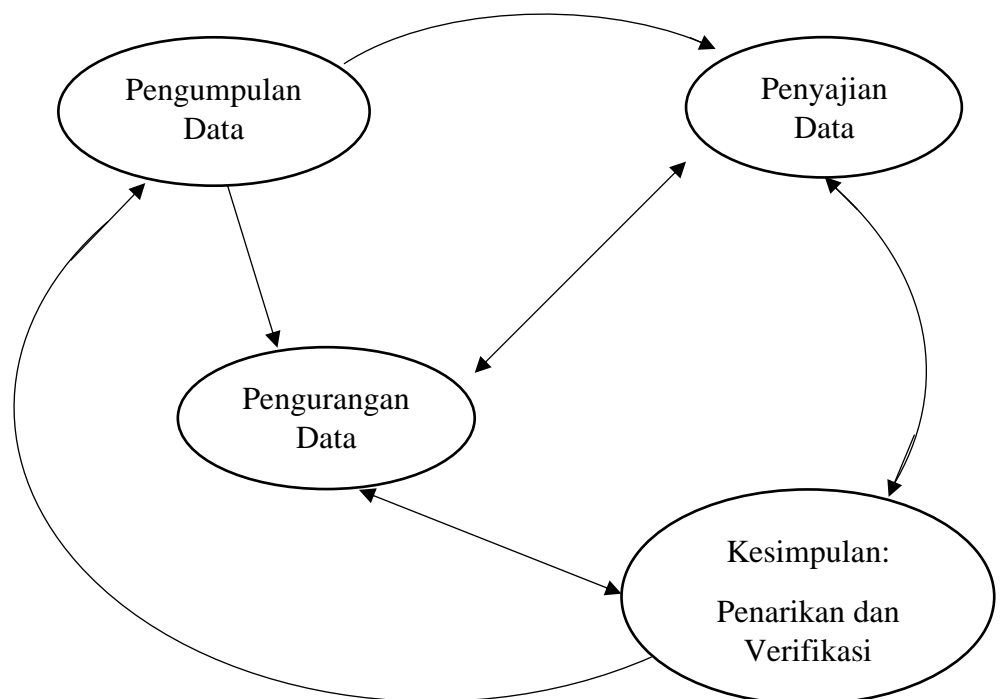 Pengumpulan
Data
Penyajian
Data
Pengurangan
Data
Kesimpulan:
Penarikan dan
Verifikasi